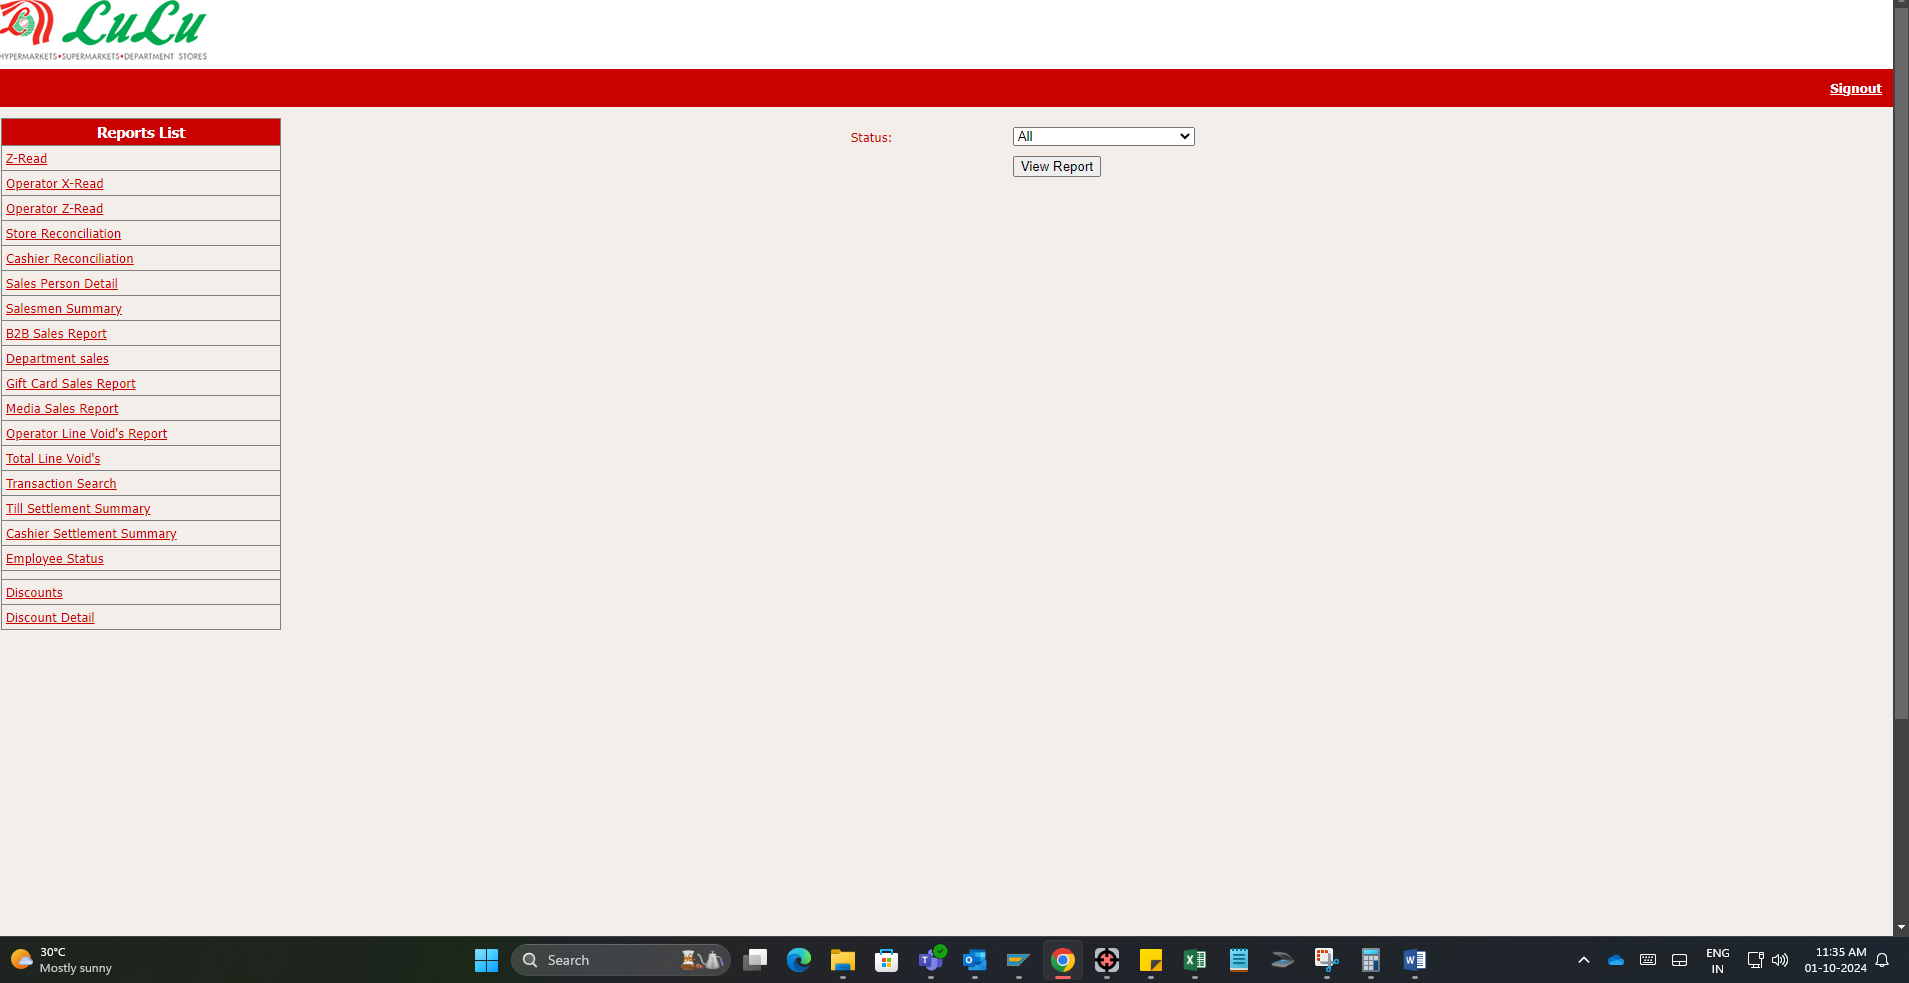 LuLu
HYPERMARKETS•SUPERMARKETS•DEPARTMENT STORES
Signout
Reports List
Z-Read
Operator X-Read
Operator Z-Read
Store Reconciliation
Cashier Reconciliation
Sales Person Detail
Salesmen Summary
B2B Sales Report
Department sales
Gift Card Sales Report
Media Sales Report
Operator Line Void's Report
Total Line Void's
Transaction Search
Till Settlement Summary
Cashier Settlement Summary
Employee Status
Discounts
Discount Detail
Status: All
View Report
30°C
Mostly sunny
Search
ENG
IN
11:35 AM
01-10-2024